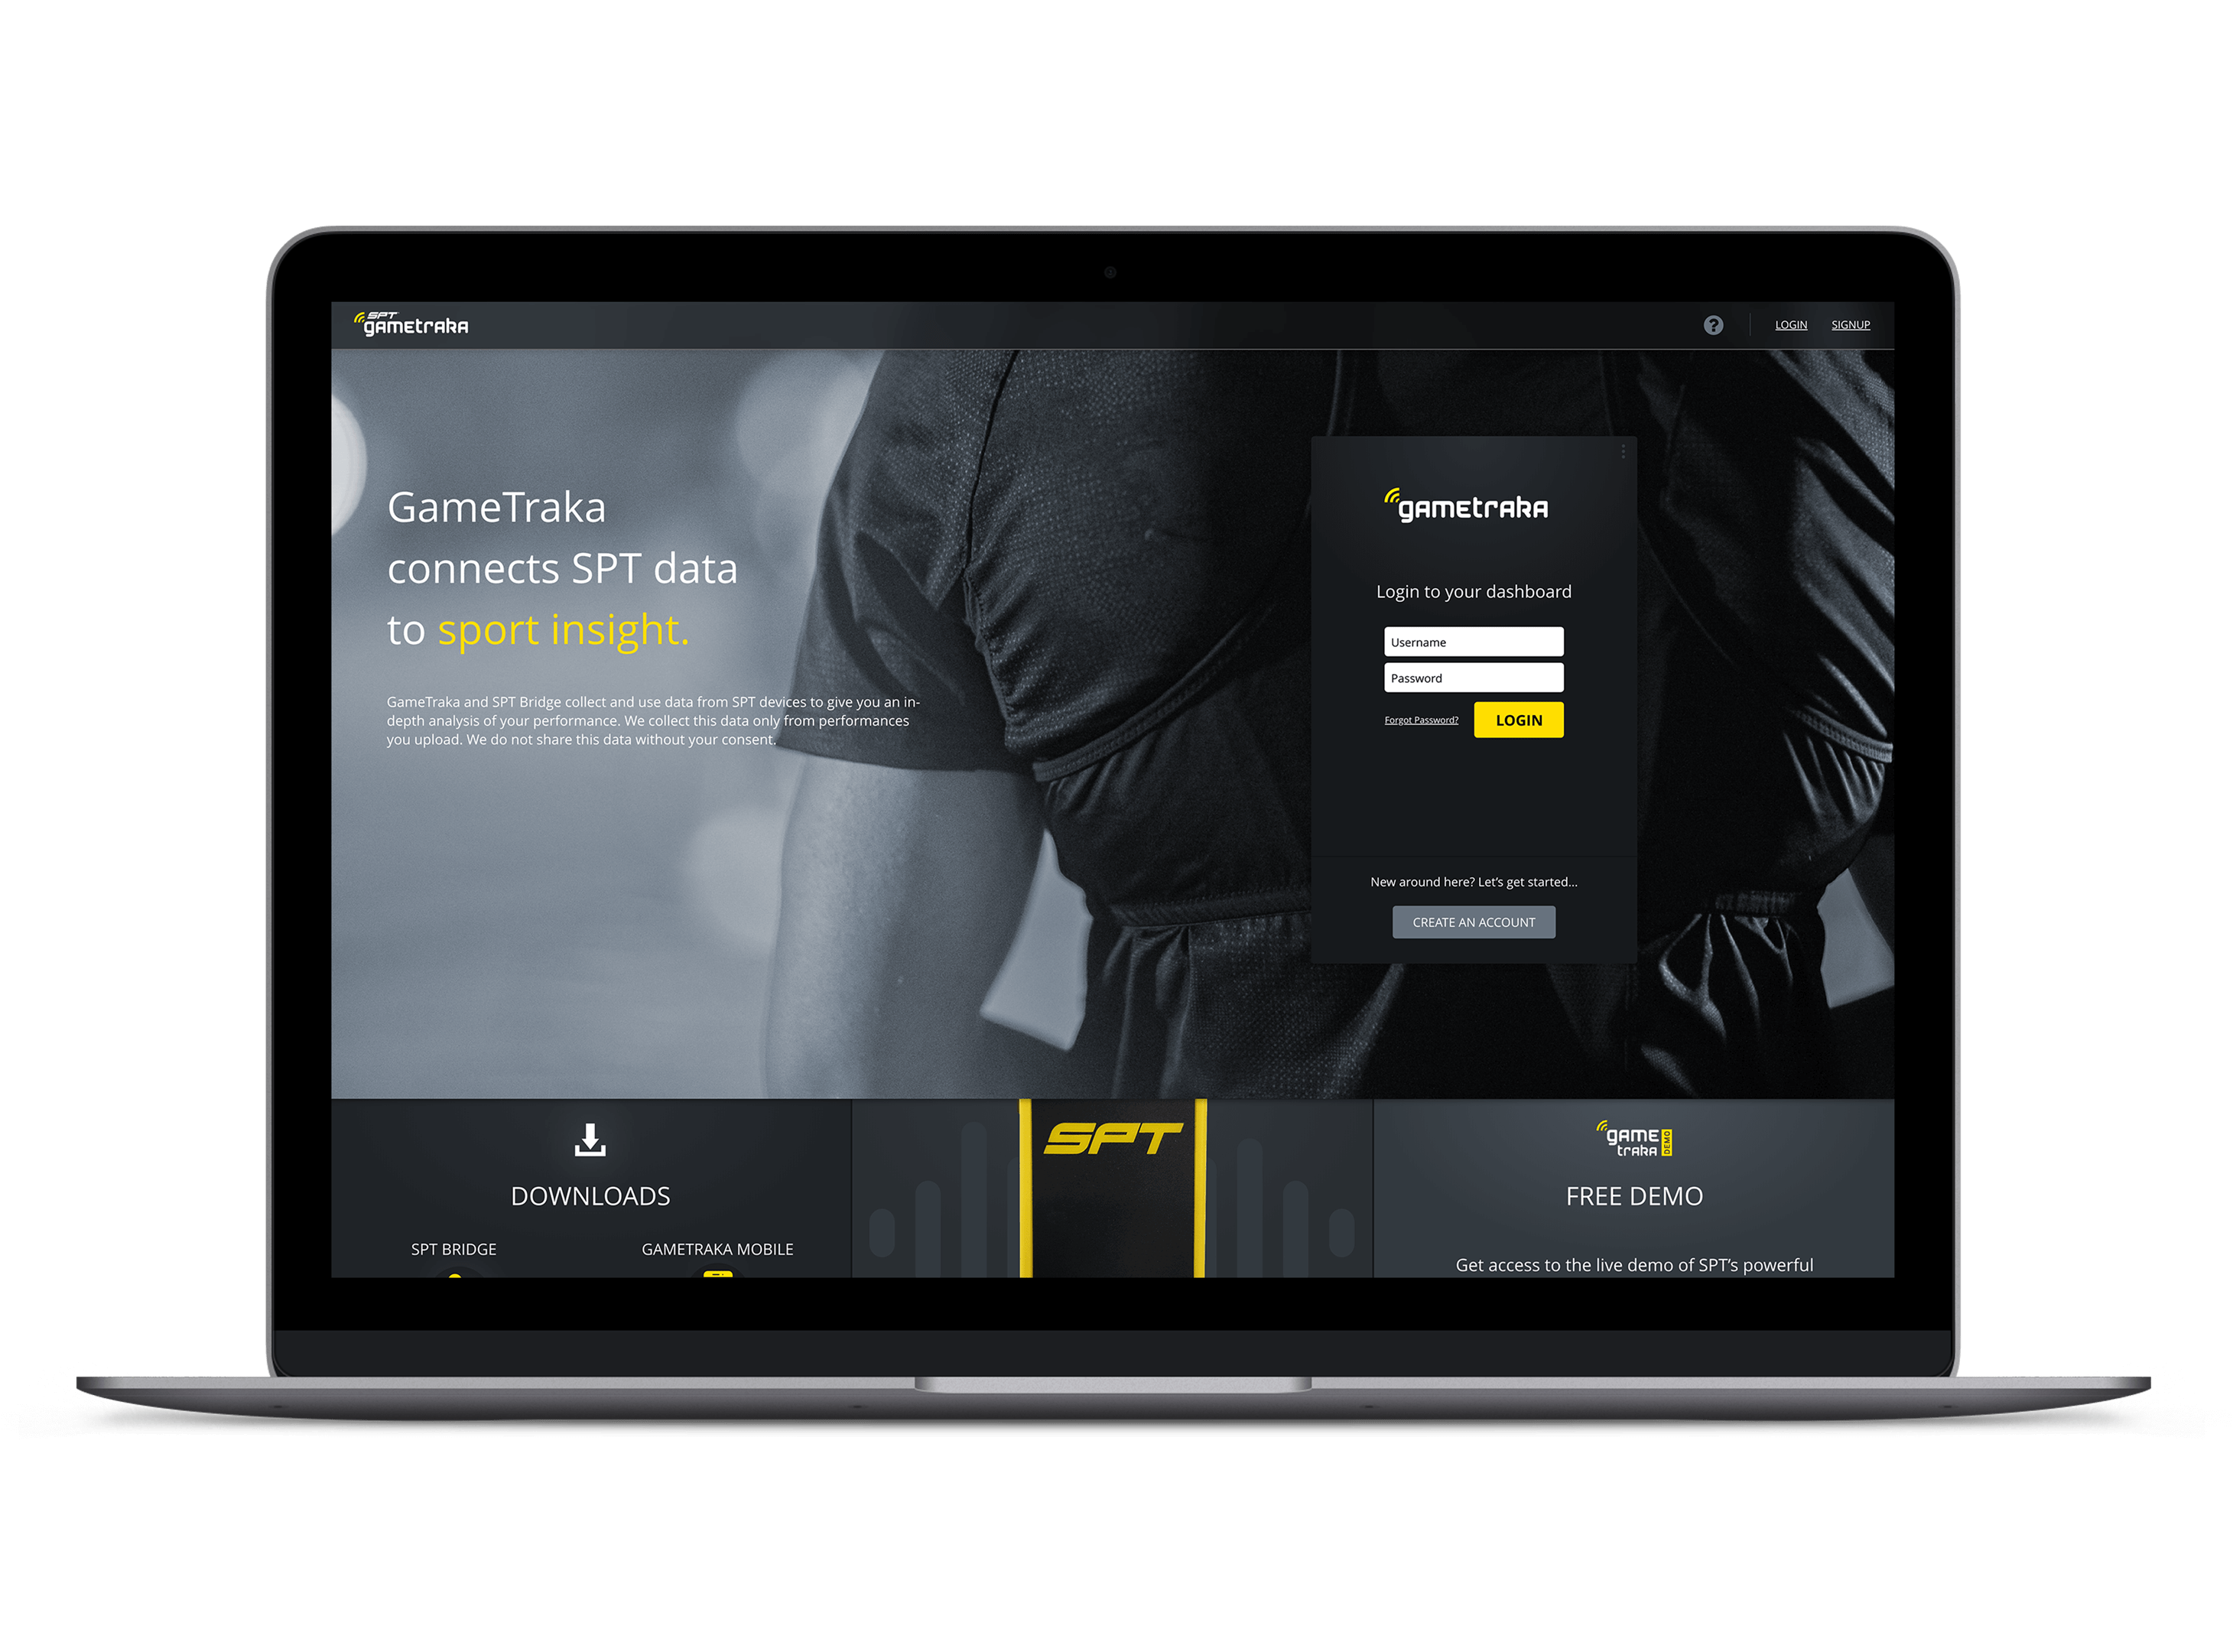 SPT
gametraka
LOGIN
SIGNUP
GameTraka
connects SPT data
to sport insight.
GameTraka and SPT Bridge collect and use data from SPT devices to give you an in-
depth analysis of your performance. We collect this data only from performances
you upload. We do not share this data without your consent.
gametraka
Login to your dashboard
Username
Password
Forgot Password?
LOGIN
New around here? Let's get started...
CREATE AN ACCOUNT
DOWNLOADS
SPT BRIDGE
GAMETRAKA MOBILE
SPT
GAME
traka
DEMO
FREE DEMO
Get access to the live demo of SPT's powerful